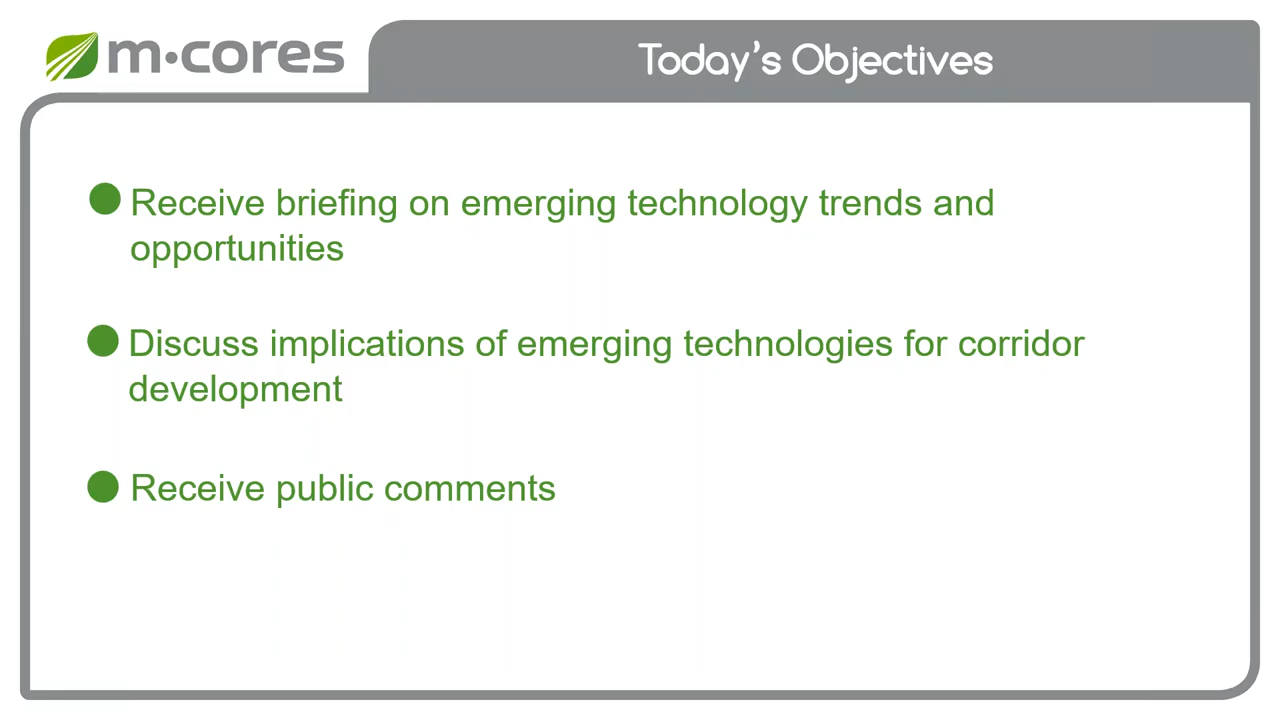 m•cores
Today's Objectives
Receive briefing on emerging technology trends and
opportunities
Discuss implications of emerging technologies for corridor
development
Receive public comments